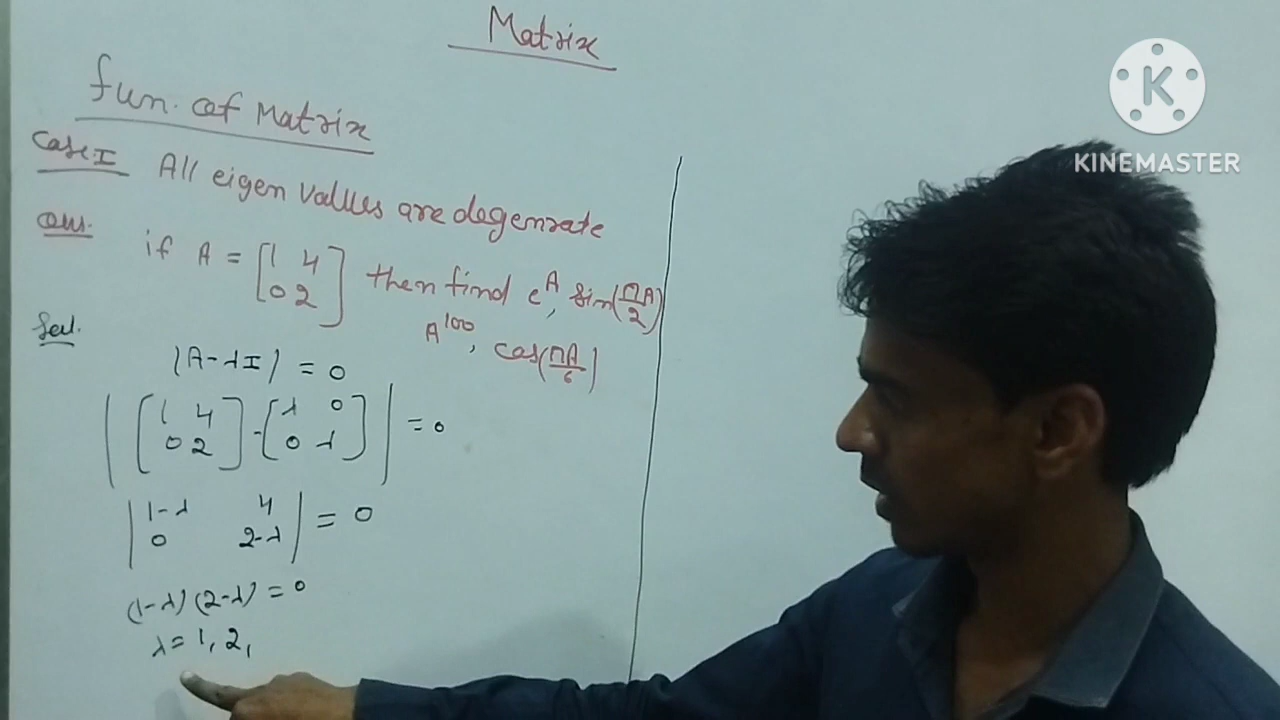 Matrix
fun. of Matrix
Case:I All eigen values are degenrate
Que. if A = [1 4
0 2] then find e^A, sin(πA/2)
A^100, cos(πA/6)
Sol.
|A-λI| = 0
|[1 4
0 2] - [λ 0
0 λ]| = 0
|1-λ 4
0 2-λ| = 0
(1-λ)(2-λ) = 0
λ = 1, 2,
K
KINEMASTER